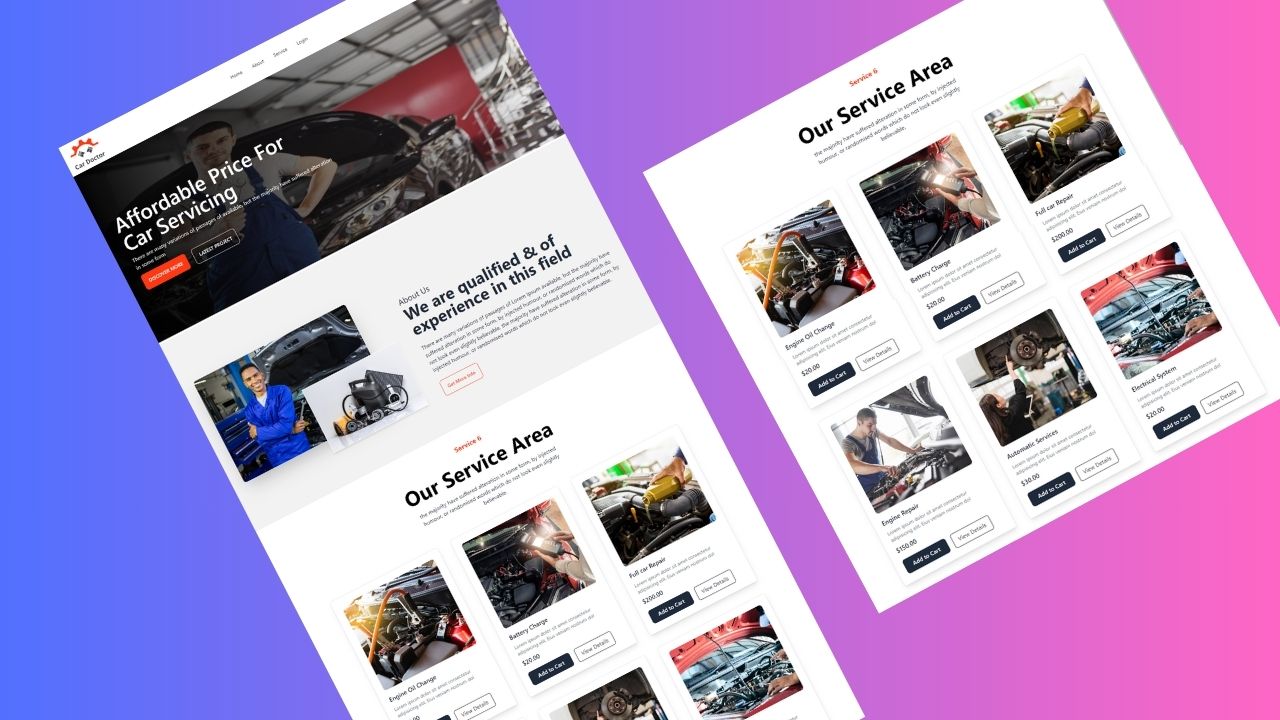 Home
About
Service
Login
Car Doctor
Affordable Price For
Car Servicing
There are many variations of passages of available, but the majority have suffered alteration
in some form
DISCOVER MORE
LATEST PROJECT
About Us
We are qualified & of
experience in this field
There are many variations of passages of Lorem ipsum available, but the majority have
suffered alteration in some form, by injected humour, or randomised words which do
not look even slightly believable. the majority have suffered alteration in some form, by
injected humour, or randomised words which do not look even slightly believable.
Get More Info
Service 6
Our Service Area
the majority have suffered alteration in some form, by injected
humour, or randomised words which do not look even slightly
believable.
Engine Oil Change
Lorem ipsum dolor sit amet consectetur
adipisicing elit. Eius veniam nostrum dol
View Details
Battery Charge
Lorem ipsum dolor sit amet consectetur
adipisicing elit. Eius veniam nostrum dol
$20.00
Add to Cart
View Details
Full car Repair
Lorem ipsum dolor sit amet consectetur
adipisicing elit. Eius veniam nostrum dol
$200.00
Add to Cart
View Details
Service 6
Our Service Area
the majority have suffered alteration in some form, by injected
humour, or randomised words which do not look even slightly
believable.
Engine Oil Change
Lorem ipsum dolor sit amet consectetur
adipisicing elit. Eius veniam nostrum dol
$20.00
Add to Cart
View Details
Battery Charge
Lorem ipsum dolor sit amet consectetur
adipisicing elit. Eius veniam nostrum dol
$20.00
Add to Cart
View Details
Full car Repair
Lorem ipsum dolor sit amet consectetur
adipisicing elit. Eius veniam nostrum dol
$200.00
Add to Cart
View Details
Engine Repair
Lorem ipsum dolor sit amet consectetur
adipisicing elit. Eius veniam nostrum dol
$150.00
Add to Cart
View Details
Automatic Services
Lorem ipsum dolor sit amet consectetur
adipisicing elit. Eius veniam nostrum dol
$30.00
Add to Cart
View Details
Electrical System
Lorem ipsum dolor sit amet consectetur
adipisicing elit. Eius veniam nostrum dol
$20.00
Add to Cart
View Details